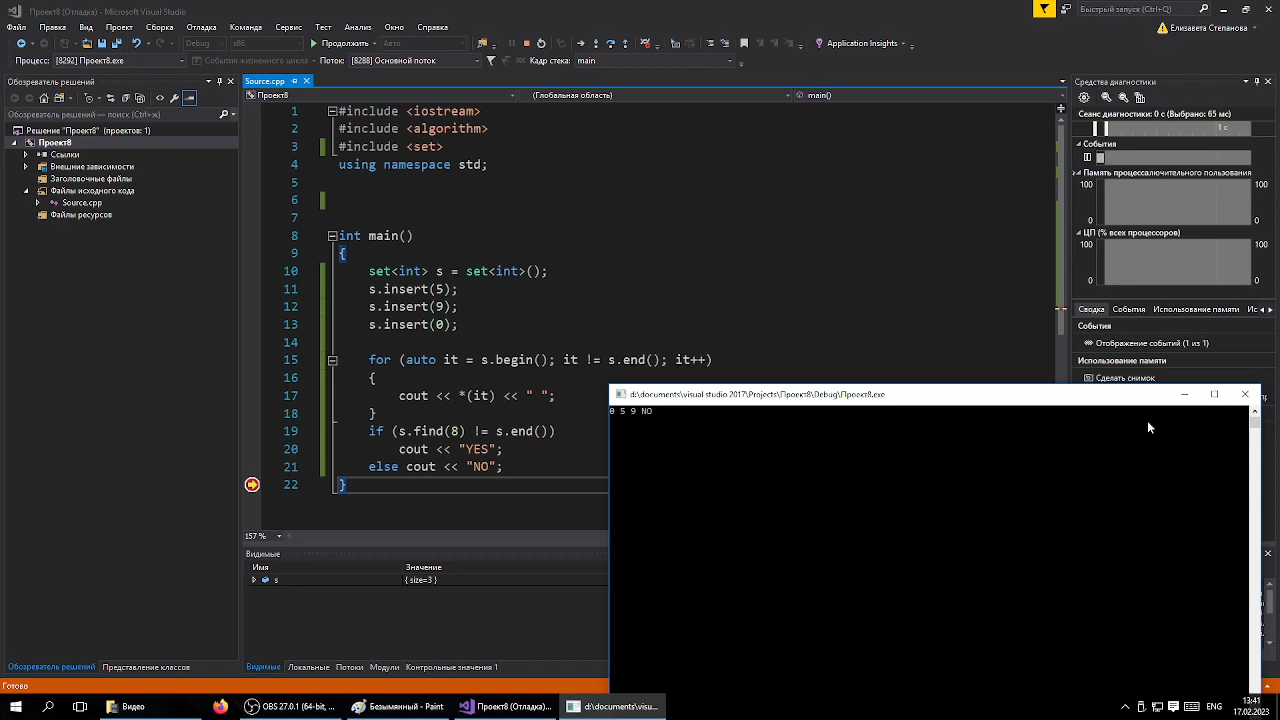 Проект8 (Отладка) - Microsoft Visual Studio
Быстрый запуск (Ctrl+Q)
Файл Правка Вид Проект Сборка Отладка Команда Сервис Тест Анализ Окно Справка
Елизавета Степанова
Debug x86 Продолжить Авто Application Insights
Процесс: [8292] Проект8.exe События жизненного цикла Поток: [8288] Основной поток Кадр стека: main
Обозреватель решений
Обозреватель решений — поиск (Ctrl+ж)
Решение "Проект8" (проектов: 1)
Проект8
Ссылки
Внешние зависимости
Заголовочные файлы
Файлы исходного кода
Source.cpp
Файлы ресурсов
Обозреватель решений Представление классов
Source.cpp
Проект8 (Глобальная область) main()
1 #include <iostream>
2 #include <algorithm>
3 #include <set>
4 using namespace std;
5
6
7
8 int main()
9 {
10 set<int> s = set<int>();
11 s.insert(5);
12 s.insert(9);
13 s.insert(0);
14
15 for (auto it = s.begin(); it != s.end(); it++)
16 {
17 cout << *(it) << " ";
18 }
19 if (s.find(8) != s.end())
20 cout << "YES";
21 else cout << "NO";
22 }
157 %
Видимые
Имя Значение
s { size=3 }
Видимые Локальные Потоки Модули Контрольные значения 1
Средства диагностики
Сеанс диагностики: 0 с (Выбрано: 65 мс)
1 с
События
Память процесса
100 100
0 0
ЦП (% всех процессоров)
100 100
0 0
Сводка События Использование памяти
События
Отображение событий (1 из 1)
Использование памяти
Сделать снимок
d:\documents\visual studio 2017\Projects\Проект8\Debug\Проект8.exe
0 5 9 NO
Готово
Видео
OBS 27.0.1 (64-bit, ...
Безымянный - Paint
Проект8 (Отладка)...
d:\documents\visu...
ENG
13:41
17.02.2023